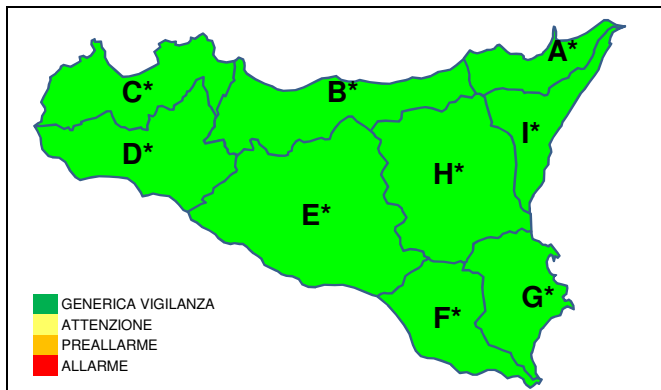 A*
C*
B*
I*
D*
H*
E*
G*
F*
GENERICA VIGILANZA
ATTENZIONE
PREALLARME
ALLARME